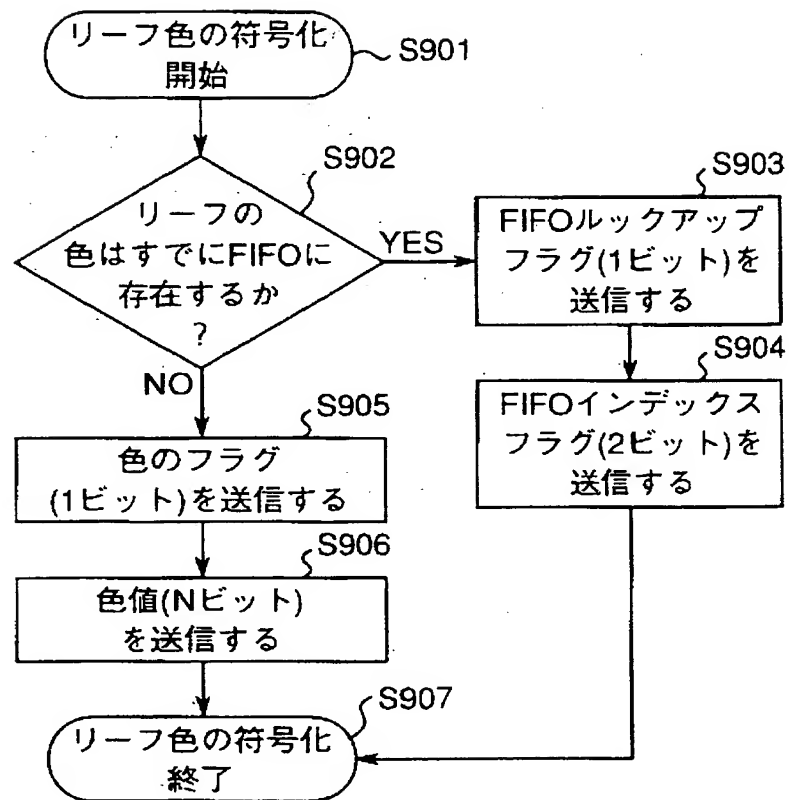 リーフ色の符号化
開始
S901
S902
リーフの
色はすでにFIFOに
存在するか
?
YES
S903
FIFOルックアップ
フラグ(1ビット)を
送信する
S904
FIFOインデックス
フラグ(2ビット)を
送信する
NO
S905
色のフラグ
(1ビット)を送信する
S906
色値(Nビット)
を送信する
S907
リーフ色の符号化
終了